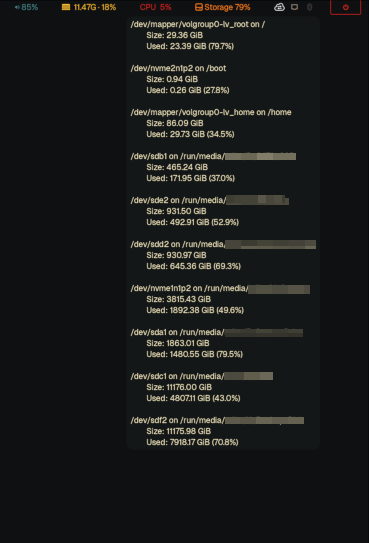 85% 11.47G · 18% CPU 5% Storage 79%
/dev/mapper/volgroup0-lv_root on /
Size: 29.36 GiB
Used: 23.39 GiB (79.7%)
/dev/nvme2n1p2 on /boot
Size: 0.94 GiB
Used: 0.26 GiB (27.8%)
/dev/mapper/volgroup0-lv_home on /home
Size: 86.09 GiB
Used: 29.73 GiB (34.5%)
/dev/sdb1 on /run/media/
Size: 465.24 GiB
Used: 171.95 GiB (37.0%)
/dev/sde2 on /run/media/
Size: 931.50 GiB
Used: 492.91 GiB (52.9%)
/dev/sdd2 on /run/media/
Size: 930.97 GiB
Used: 645.36 GiB (69.3%)
/dev/nvme1n1p2 on /run/media/
Size: 3815.43 GiB
Used: 1892.38 GiB (49.6%)
/dev/sda1 on /run/media/
Size: 1863.01 GiB
Used: 1480.55 GiB (79.5%)
/dev/sdc1 on /run/media/
Size: 11176.00 GiB
Used: 4807.11 GiB (43.0%)
/dev/sdf2 on /run/media/
Size: 11175.98 GiB
Used: 7918.17 GiB (70.8%)